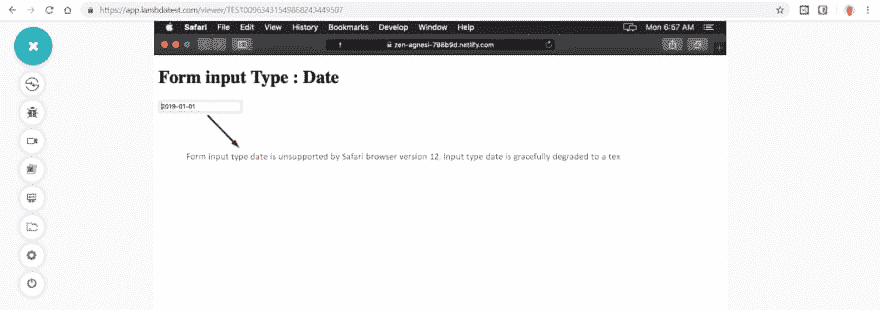 https://app.lambdatest.com/viewer/
Safari File Edit View History Bookmarks Develop Window Help Mon 6:57 AM
zen-agnesi-798b9d.netlify.com
Form input Type : Date
2019-01-01
Form input type date is unsupported by Safari browser version 12. Input type date is gracefully degraded to a tex